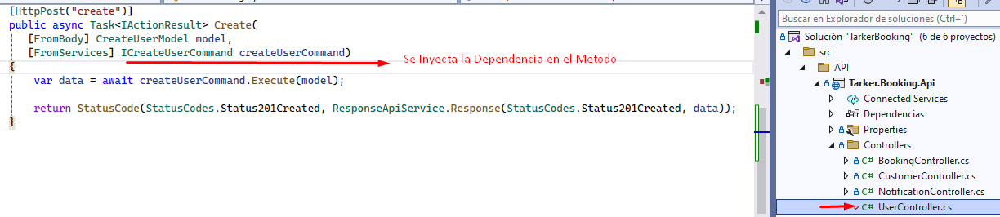 [HttpPost("create")]
public async Task<IActionResult> Create(
[FromBody] CreateUserModel model,
[FromServices] ICreateUserCommand createUserCommand)
Se Inyecta la Dependencia en el Metodo
{
var data = await createUserCommand.Execute(model);
return StatusCode(StatusCodes.Status201Created, ResponseApiService.Response(StatusCodes.Status201Created, data));
}
Buscar en Explorador de soluciones (Ctrl+´)
Solución "TarkerBooking" (6 de 6 proyectos)
src
API
Tarker.Booking.Api
Connected Services
Dependencias
Properties
Controllers
C# BookingController.cs
C# CustomerController.cs
C# NotificationController.cs
C# UserController.cs